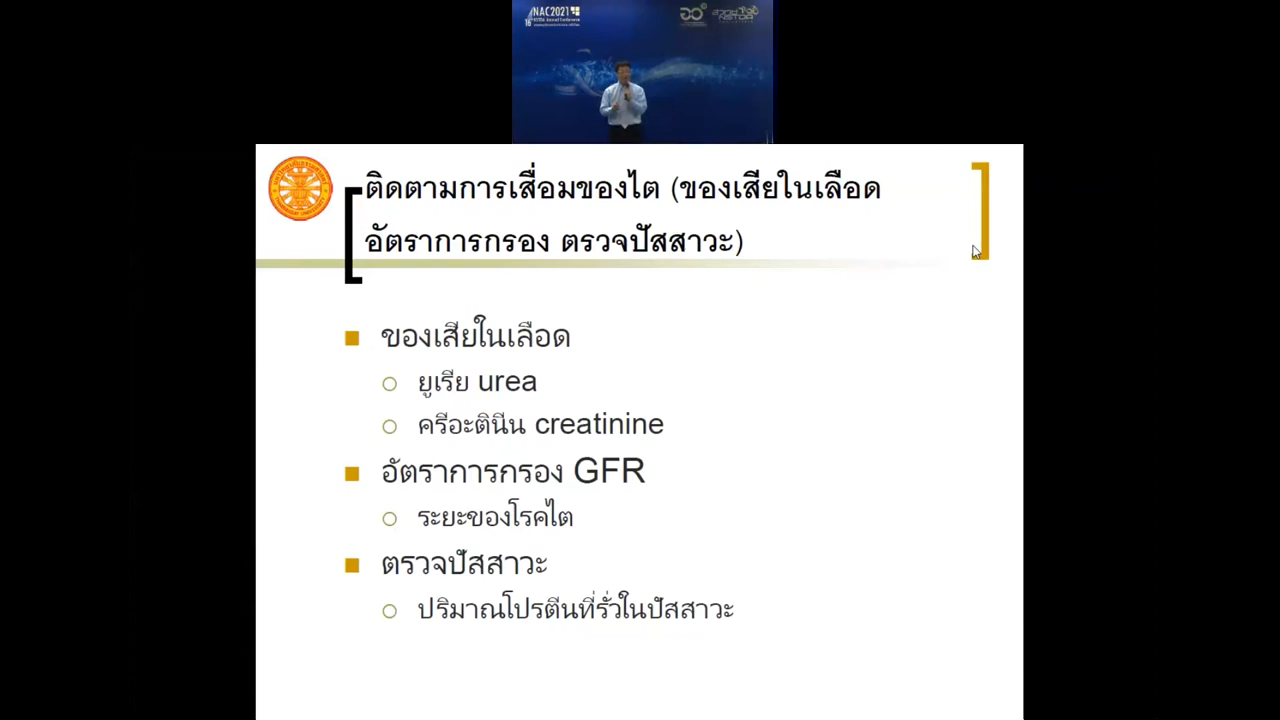 NAC2021
สวทช
NSTDA
ติดตามการเสื่อมของไต (ของเสียในเลือด
อัตราการกรอง ตรวจปัสสาวะ)
ของเสียในเลือด
ยูเรีย urea
ครีอะตินีน creatinine
อัตราการกรอง GFR
ระยะของโรคไต
ตรวจปัสสาวะ
ปริมาณโปรตีนที่รั่วในปัสสาวะ